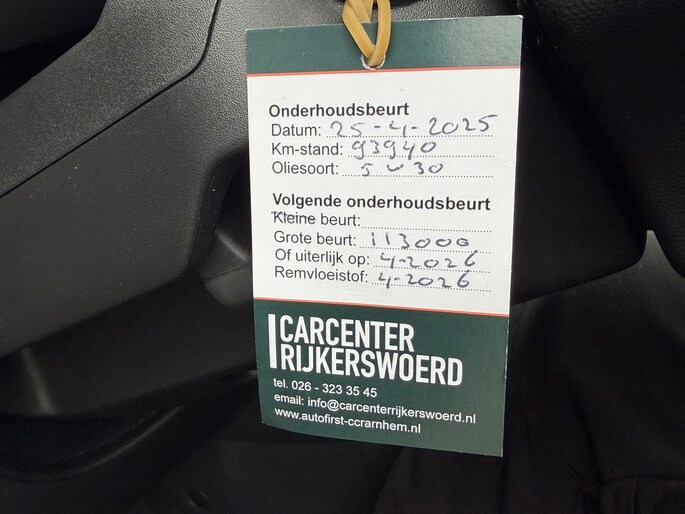 Onderhoudsbeurt
Datum: 25-4-2025
Km-stand: 93940
Oliesoort: 5 w 30
Volgende onderhoudsbeurt
Kleine beurt:
Grote beurt: 113000
Of uiterlijk op: 4-2026
Remvloeistof: 4-2026
CARCENTER
RIJKERSWOERD
tel. 026 - 323 35 45
email: info@carcenterrijkerswoerd.nl
www.autofirst-ccrarnhem.nl